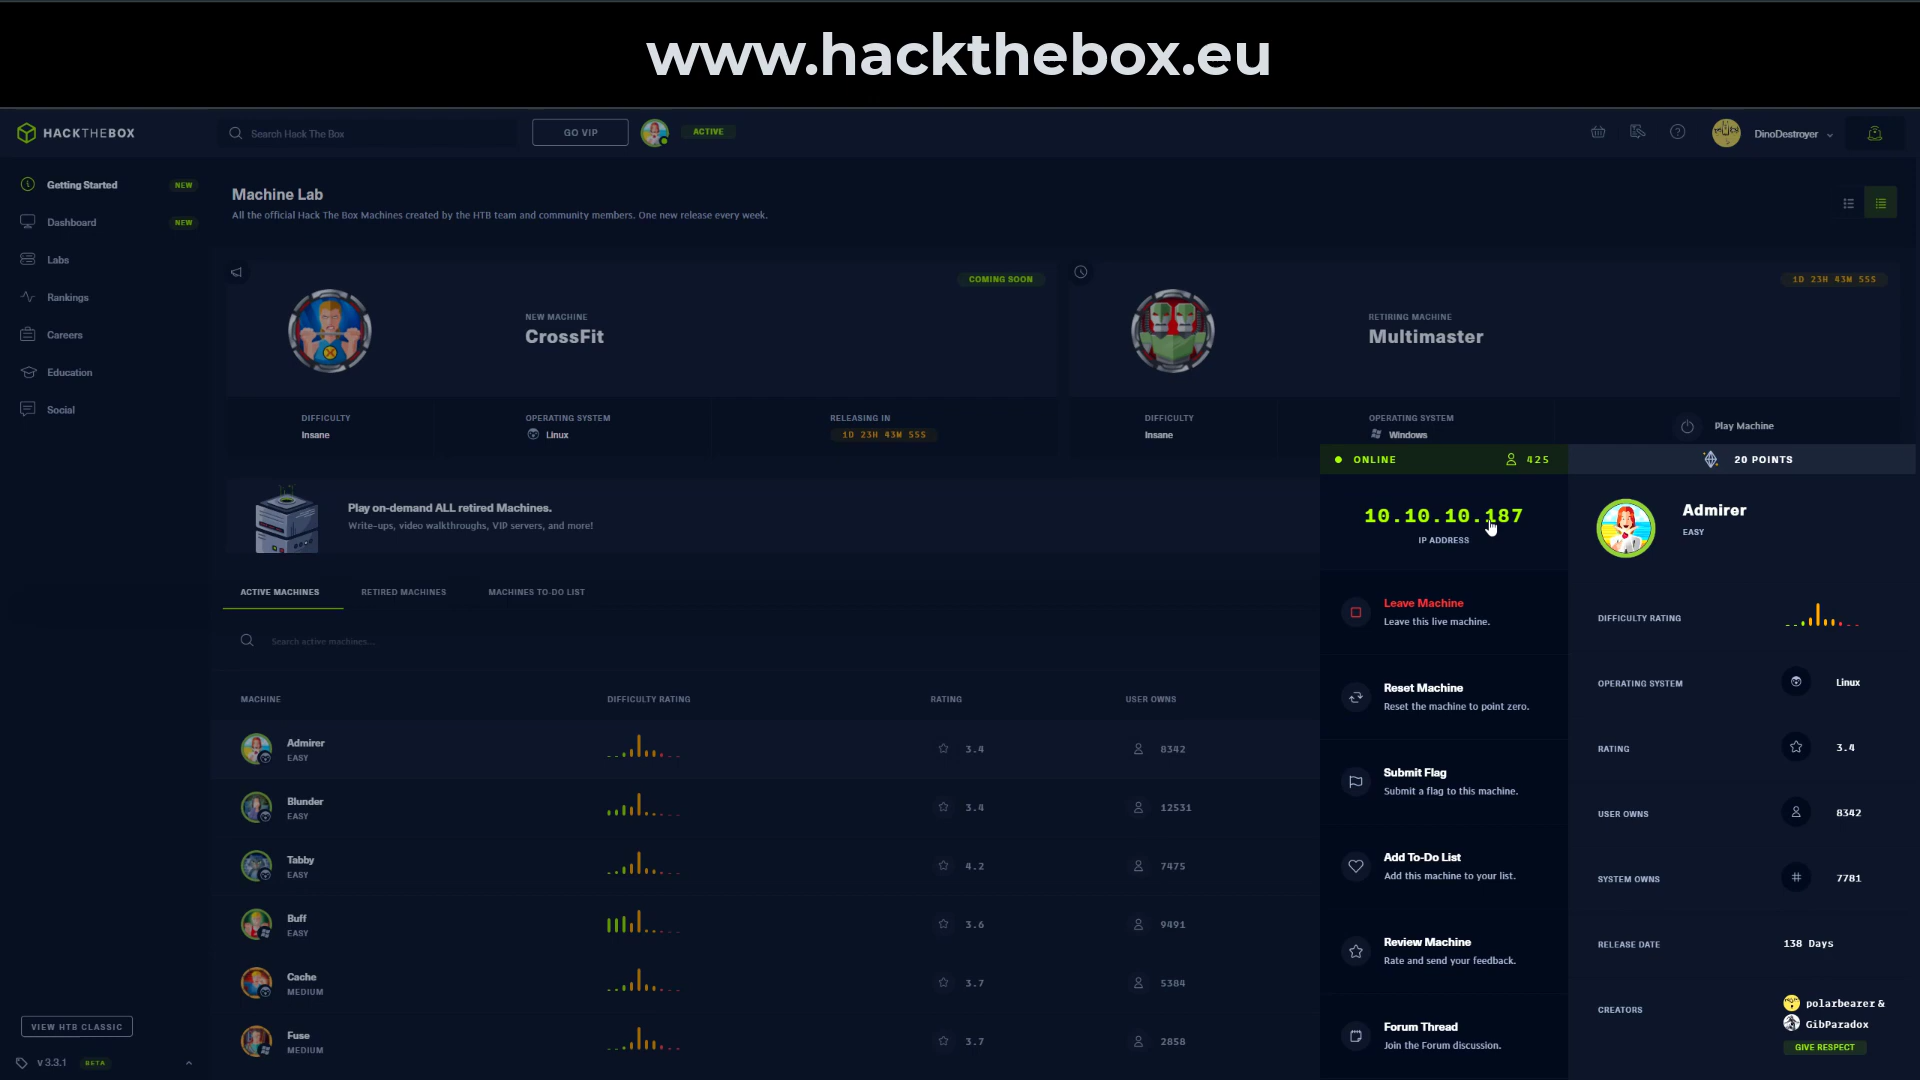 www.hackthebox.eu
HACKTHEBOX
Search Hack The Box
GO VIP
ACTIVE
DinoDestroyer
Getting Started NEW
Dashboard NEW
Labs
Rankings
Careers
Education
Social
VIEW HTB CLASSIC
v 3.3.1 BETA
Machine Lab
All the official Hack The Box Machines created by the HTB team and community members. One new release every week.
COMING SOON
NEW MACHINE
CrossFit
DIFFICULTY
Insane
OPERATING SYSTEM
Linux
RELEASING IN
1D 23H 43M 55S
1D 23H 43M 55S
RETIRING MACHINE
Multimaster
DIFFICULTY
Insane
OPERATING SYSTEM
Windows
Play Machine
Play on-demand ALL retired Machines.
Write-ups, video walkthroughs, VIP servers, and more!
ACTIVE MACHINES RETIRED MACHINES MACHINES TO-DO LIST
Search active machines...
MACHINE DIFFICULTY RATING RATING USER OWNS
Admirer
EASY
3.4 8342
Blunder
EASY
3.4 12531
Tabby
EASY
4.2 7475
Buff
EASY
3.6 9491
Cache
MEDIUM
3.7 5384
Fuse
MEDIUM
3.7 2858
ONLINE 425
10.10.10.187
IP ADDRESS
Leave Machine
Leave this live machine.
Reset Machine
Reset the machine to point zero.
Submit Flag
Submit a flag to this machine.
Add To-Do List
Add this machine to your list.
Review Machine
Rate and send your feedback.
Forum Thread
Join the Forum discussion.
20 POINTS
Admirer
EASY
DIFFICULTY RATING
OPERATING SYSTEM Linux
RATING 3.4
USER OWNS 8342
SYSTEM OWNS 7781
RELEASE DATE 138 Days
CREATORS
polarbearer &
GibParadox
GIVE RESPECT